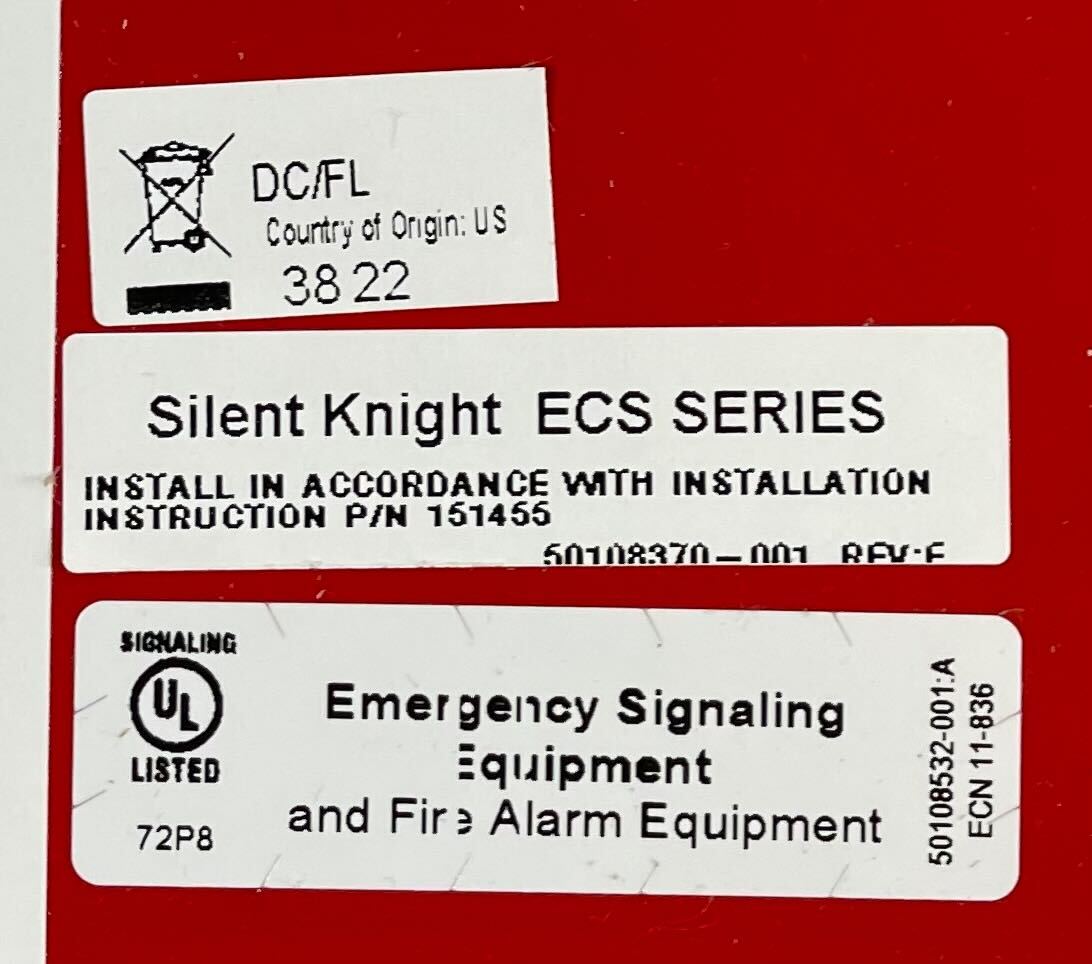 DC/FL
Country of Origin: US
38 22
Silent Knight ECS SERIES
INSTALL IN ACCORDANCE WITH INSTALLATION
INSTRUCTION P/N 151455
50108370-001 REV:
SIGNALING
UL
LISTED
72P8
Emergency Signaling
Equipment
and Fire Alarm Equipment
50108532-001:A
ECN 11-836